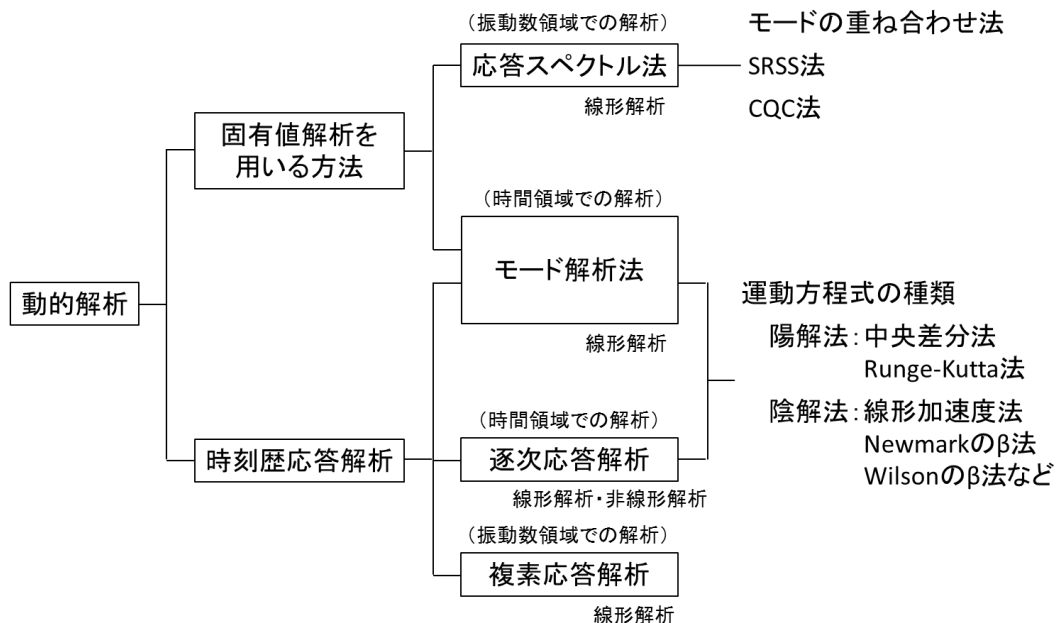 (振動数領域での解析)
応答スペクトル法
線形解析
モードの重ね合わせ法
SRSS法
CQC法
固有値解析を
用いる方法
(時間領域での解析)
モード解析法
線形解析
動的解析
運動方程式の種類
陽解法：中央差分法
Runge-Kutta法
陰解法：線形加速度法
Newmarkのβ法
Wilsonのβ法など
時刻歴応答解析
(時間領域での解析)
逐次応答解析
線形解析・非線形解析
(振動数領域での解析)
複素応答解析
線形解析